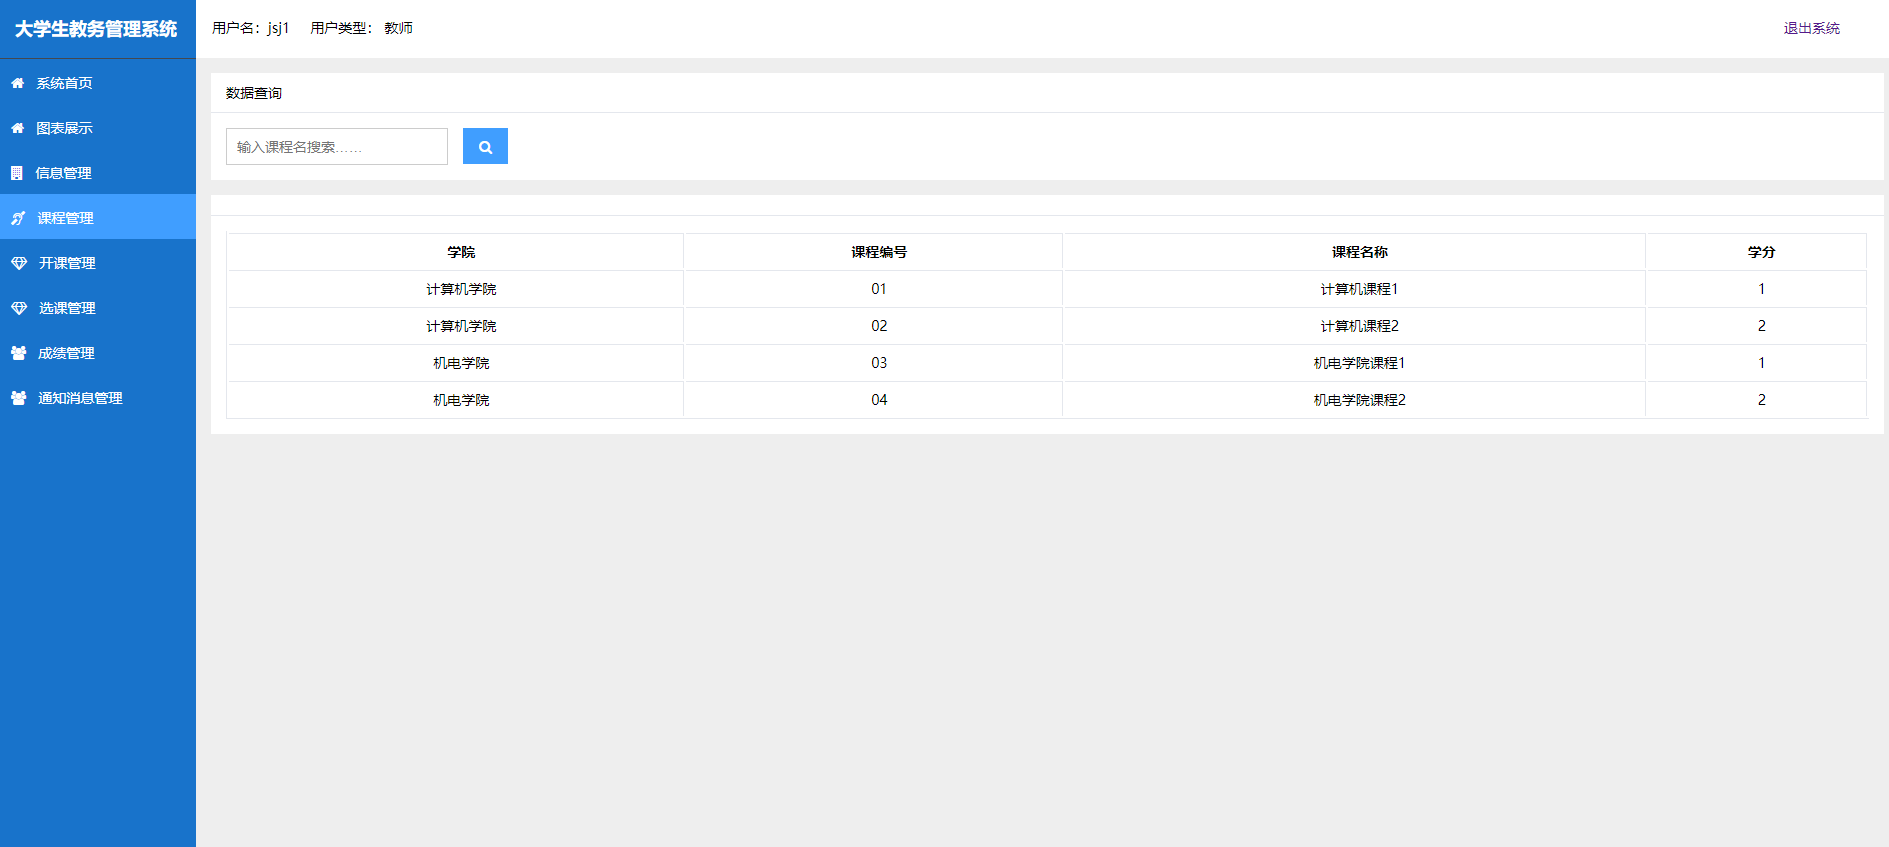 大学生教务管理系统
用户名：jsj1 用户类型： 教师
退出系统
系统首页
图表展示
信息管理
课程管理
开课管理
选课管理
成绩管理
通知消息管理
数据查询
输入课程名搜索……
学院 课程编号 课程名称 学分
计算机学院 01 计算机课程1 1
计算机学院 02 计算机课程2 2
机电学院 03 机电学院课程1 1
机电学院 04 机电学院课程2 2